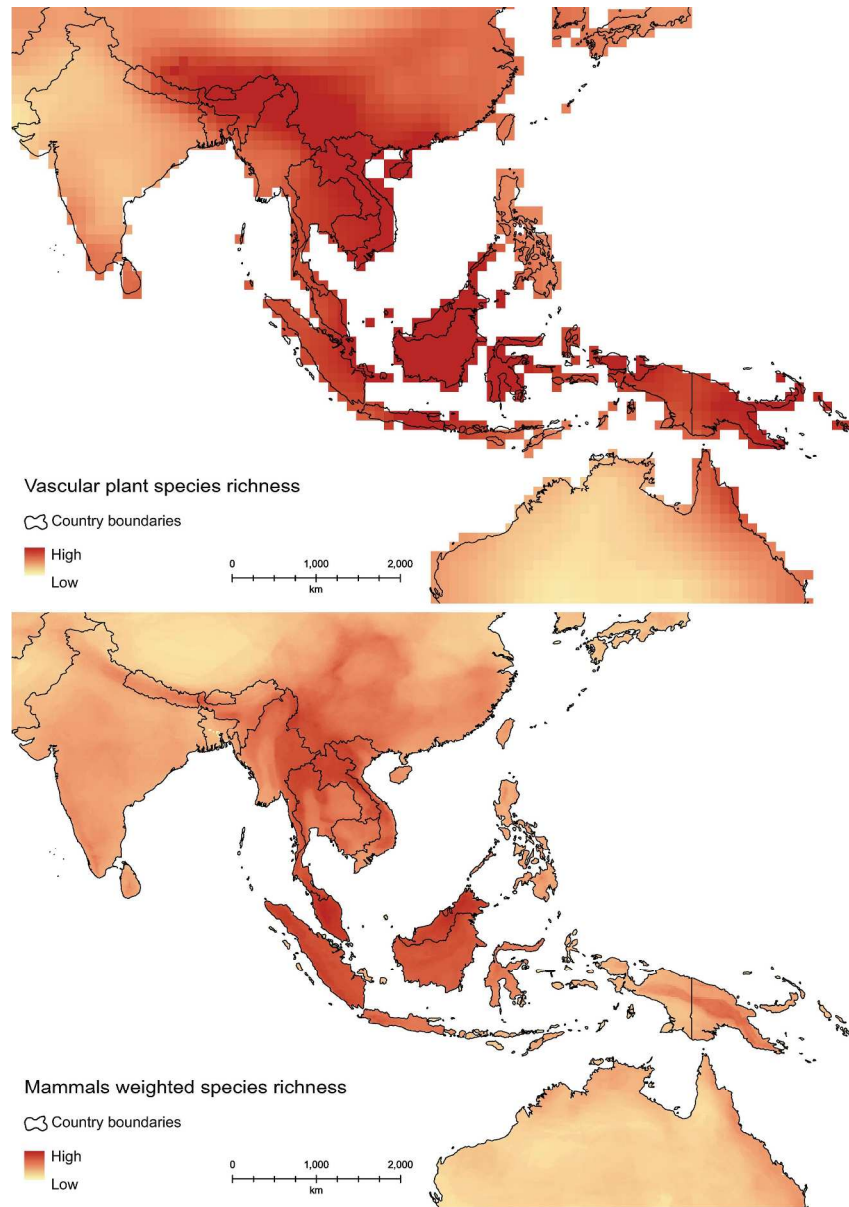 Vascular plant species richness
Country boundaries
High
Low
0 1,000 2,000
km
Mammals weighted species richness
Country boundaries
High
Low
0 1,000 2,000
km